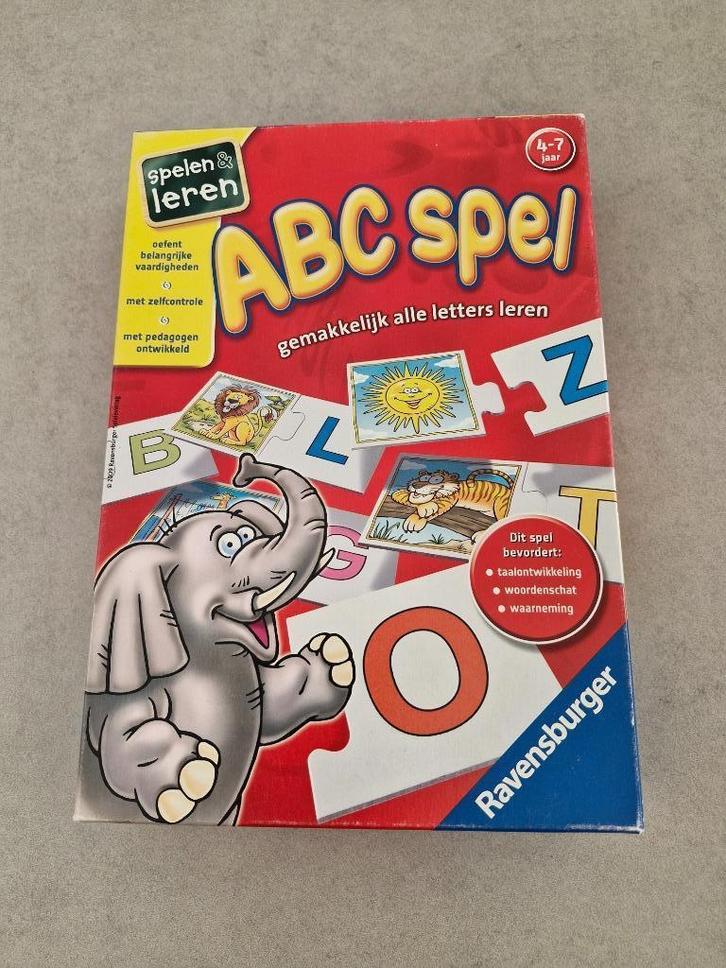 spelen &
leren
4-7
jaar
oefent
belangrijke
vaardigheden
met zelfcontrole
met pedagogen
ontwikkeld
ABC spel
gemakkelijk alle letters leren
Z
B
L
T
G
O
Dit spel
bevordert:
• taalontwikkeling
• woordenschat
• waarneming
Ravensburger